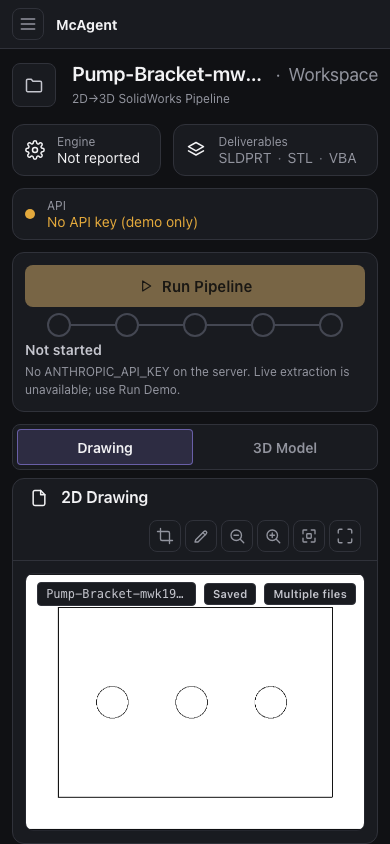 McAgent
Pump-Bracket-mw... · Workspace
2D→3D SolidWorks Pipeline
Engine
Not reported
Deliverables
SLDPRT · STL · VBA
API
No API key (demo only)
Run Pipeline
Not started
No ANTHROPIC_API_KEY on the server. Live extraction is
unavailable; use Run Demo.
Drawing
3D Model
2D Drawing
Pump-Bracket-mwk19…
Saved
Multiple files